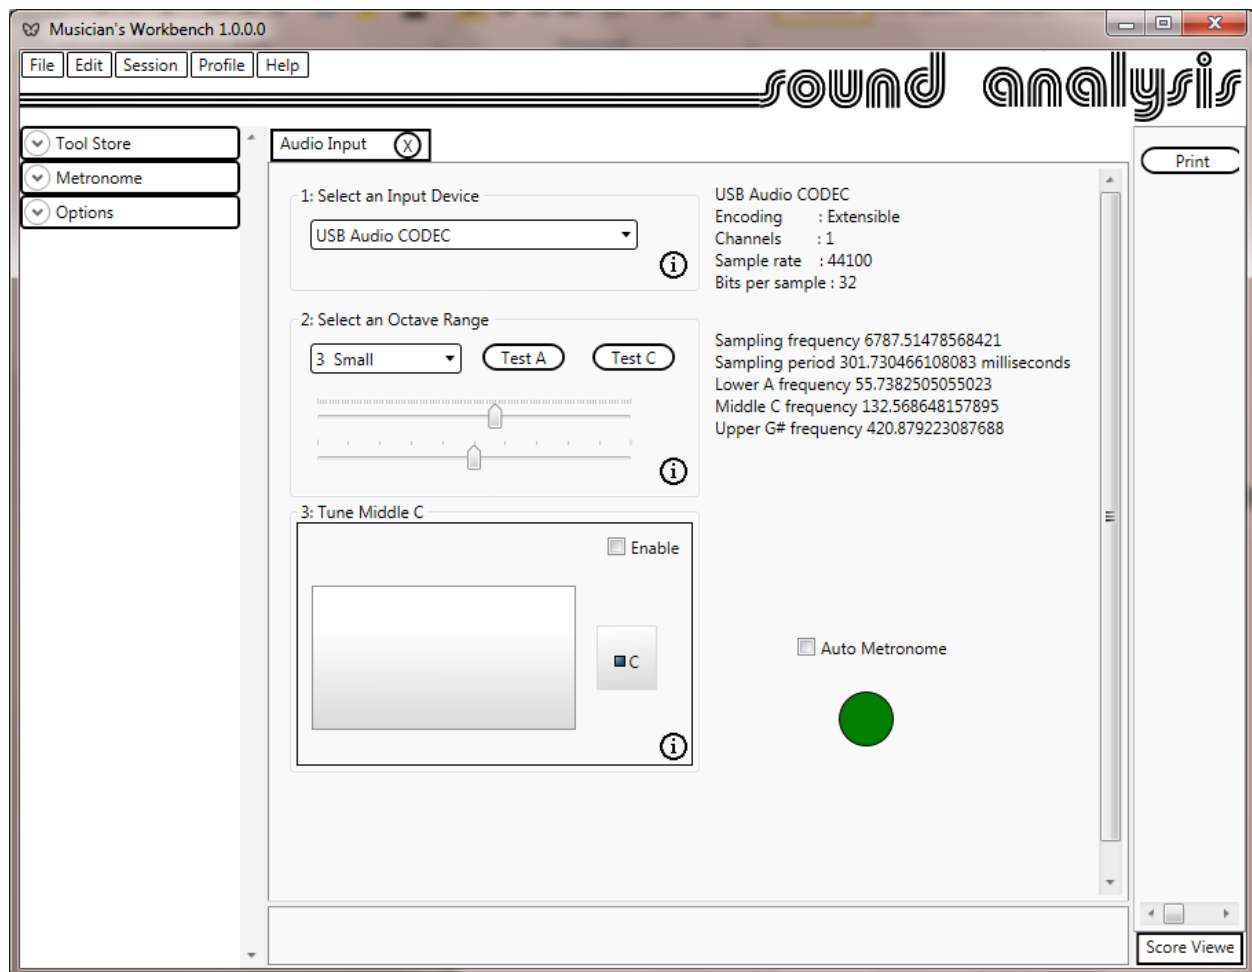 Musician's Workbench 1.0.0.0
File Edit Session Profile Help
sound analysis
Tool Store
Metronome
Options
Audio Input X
Print
1: Select an Input Device
USB Audio CODEC
i
USB Audio CODEC
Encoding : Extensible
Channels : 1
Sample rate : 44100
Bits per sample : 32
2: Select an Octave Range
3 Small Test A Test C
i
Sampling frequency 6787.51478568421
Sampling period 301.730466108083 milliseconds
Lower A frequency 55.7382505055023
Middle C frequency 132.568648157895
Upper G# frequency 420.879223087688
3: Tune Middle C
Enable
C
i
Auto Metronome
Score Viewe